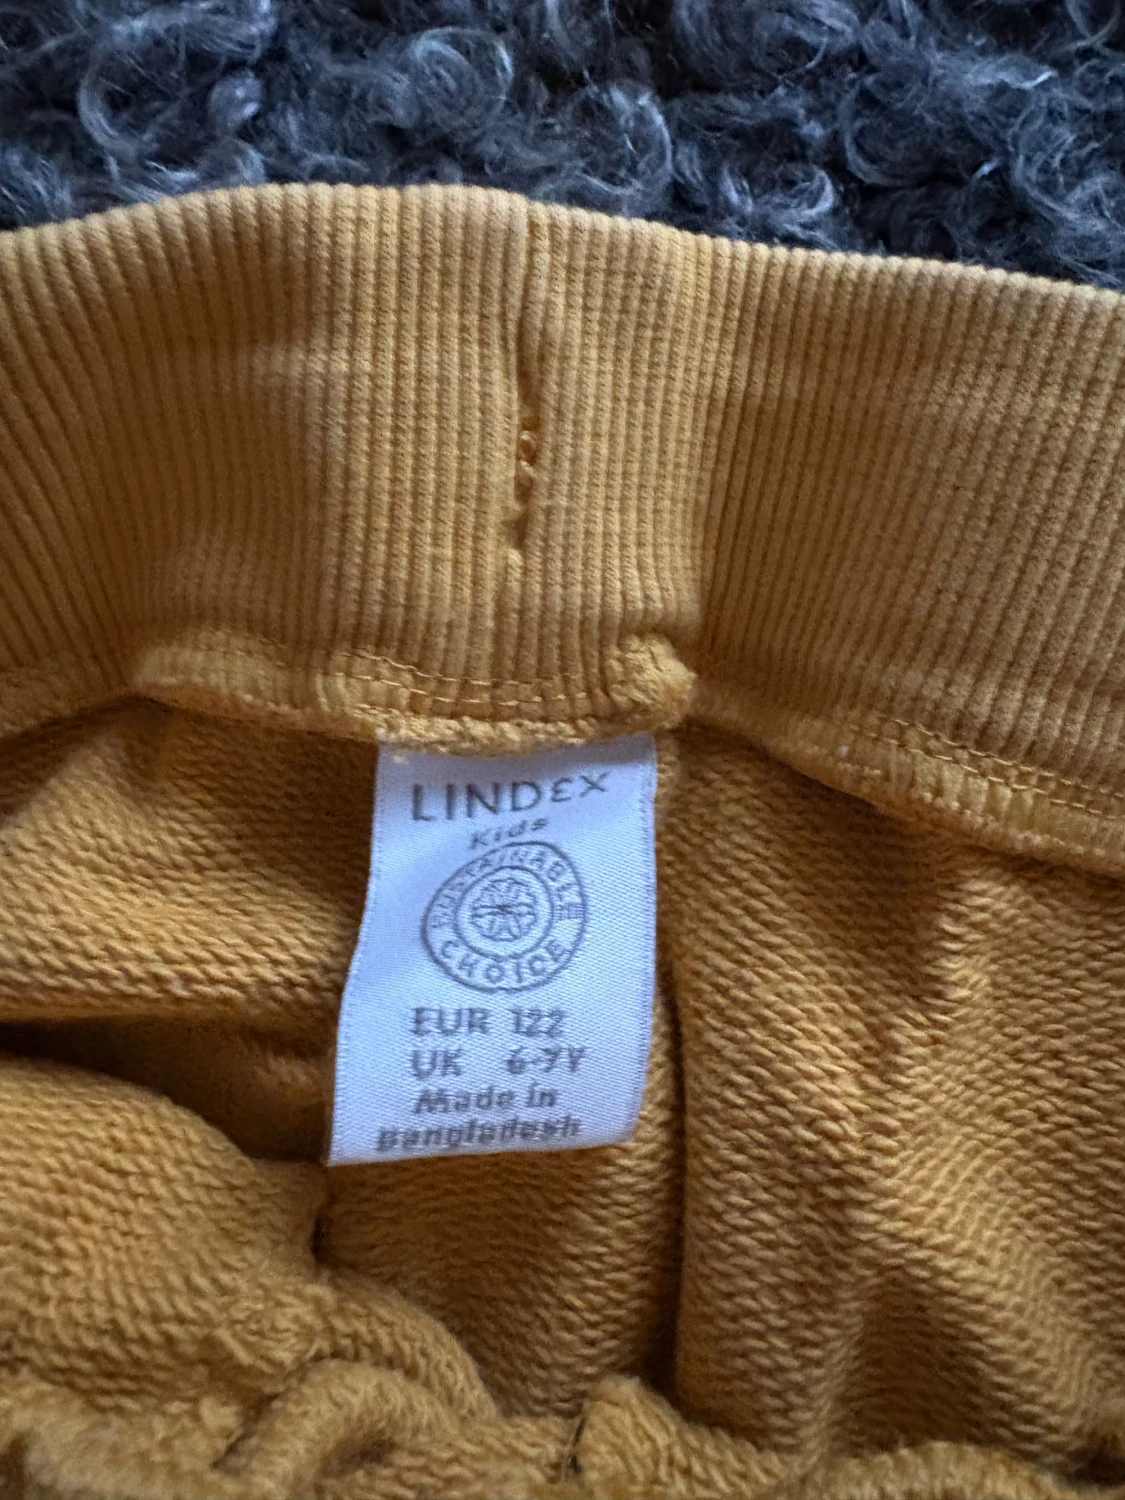 LINDEX
Kids
SUSTAINABLE
CHOICE
EUR 122
UK 6-7Y
Made in
Bangladesh